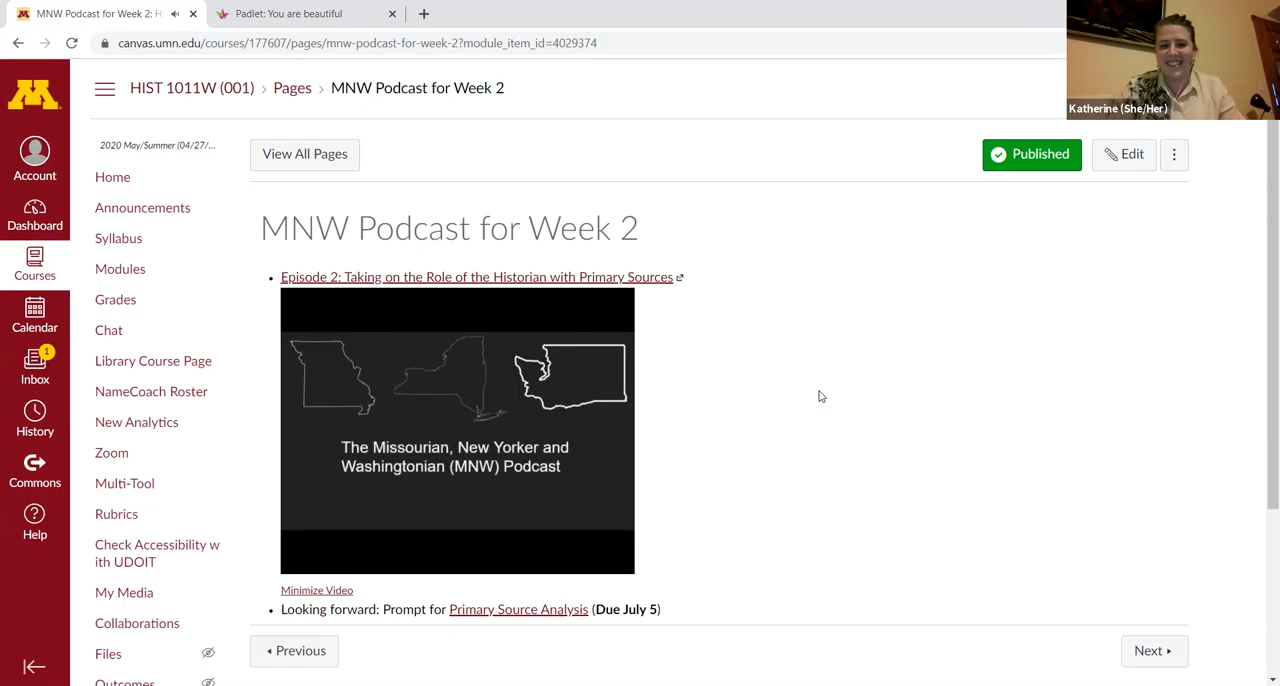 MNW Podcast for Week 2: H
Padlet: You are beautiful
canvas.umn.edu/courses/177607/pages/mnw-podcast-for-week-2?module_item_id=4029374
Katherine (She/Her)
M
HIST 1011W (001) › Pages › MNW Podcast for Week 2
Account
Dashboard
Courses
Calendar
1
Inbox
History
Commons
Help
2020 May/Summer (04/27/...
Home
Announcements
Syllabus
Modules
Grades
Chat
Library Course Page
NameCoach Roster
New Analytics
Zoom
Multi-Tool
Rubrics
Check Accessibility w
ith UDOIT
My Media
Collaborations
Files
Outcomes
View All Pages
Published
Edit
MNW Podcast for Week 2
Episode 2: Taking on the Role of the Historian with Primary Sources
The Missourian, New Yorker and
Washingtonian (MNW) Podcast
Minimize Video
Looking forward: Prompt for Primary Source Analysis (Due July 5)
Previous
Next